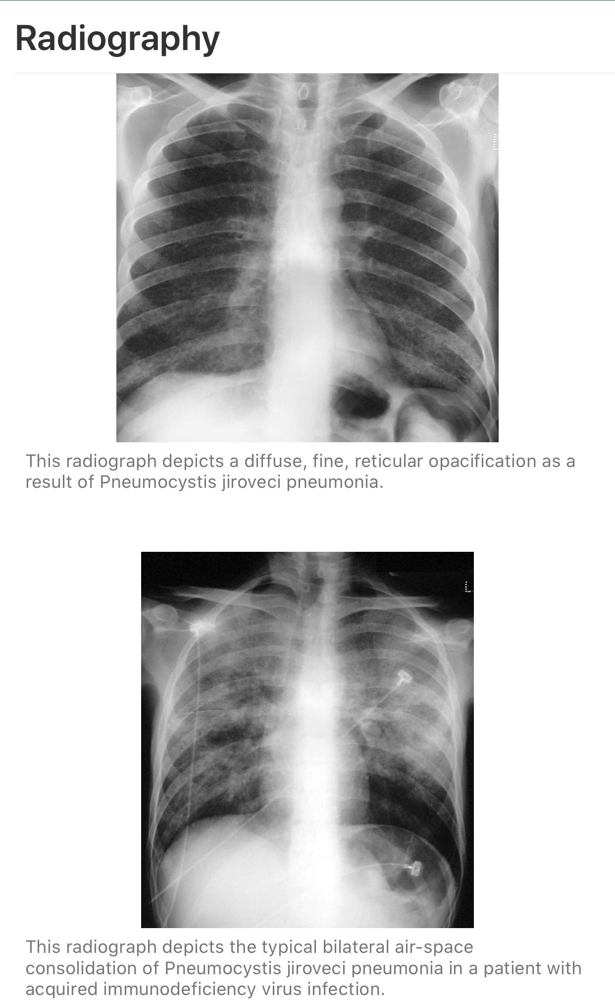 Radiography
L
This radiograph depicts a diffuse, fine, reticular opacification as a
result of Pneumocystis jiroveci pneumonia.
L
This radiograph depicts the typical bilateral air-space
consolidation of Pneumocystis jiroveci pneumonia in a patient with
acquired immunodeficiency virus infection.